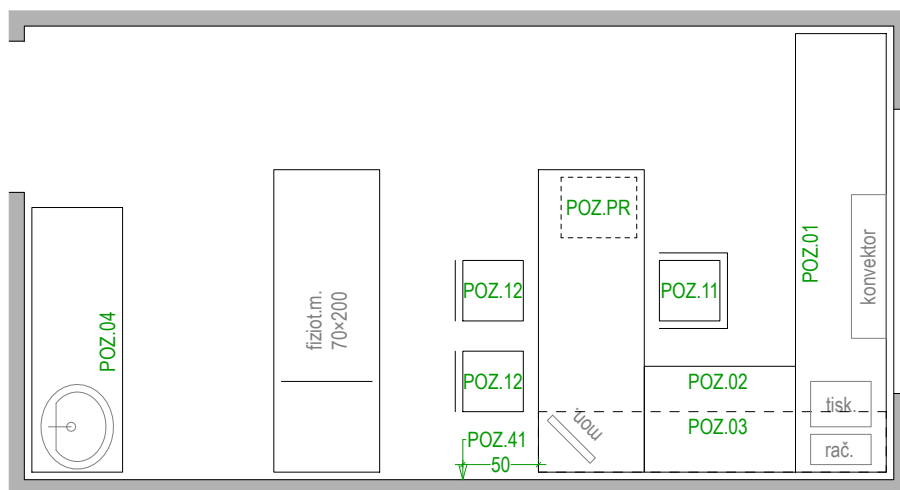 POZ.PR
POZ.01
konvektor
POZ.12
POZ.11
fiziot.m.
70×200
POZ.04
POZ.12
POZ.02
tisk.
mon
POZ.03
POZ.41
50
rač.